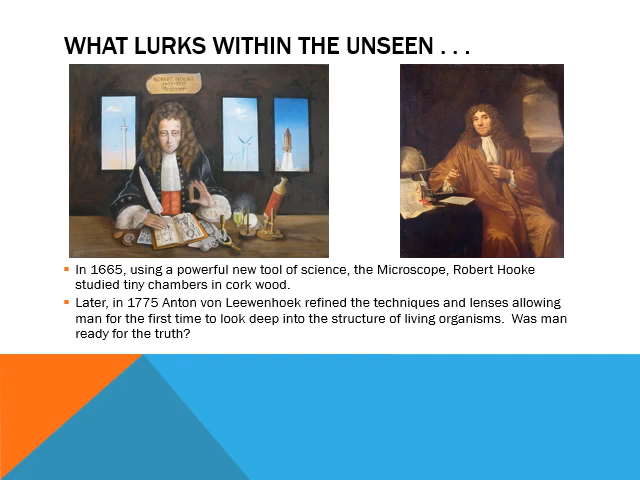 WHAT LURKS WITHIN THE UNSEEN . . .
ROBERT HOOKE
In 1665, using a powerful new tool of science, the Microscope, Robert Hooke
studied tiny chambers in cork wood.
Later, in 1775 Anton von Leewenhoek refined the techniques and lenses allowing
man for the first time to look deep into the structure of living organisms.  Was man
ready for the truth?